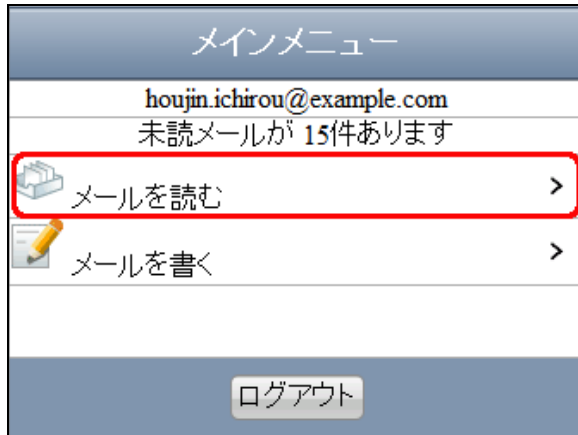 メインメニュー
houjin.ichirou@example.com
未読メールが 15件あります
メールを読む
メールを書く
ログアウト